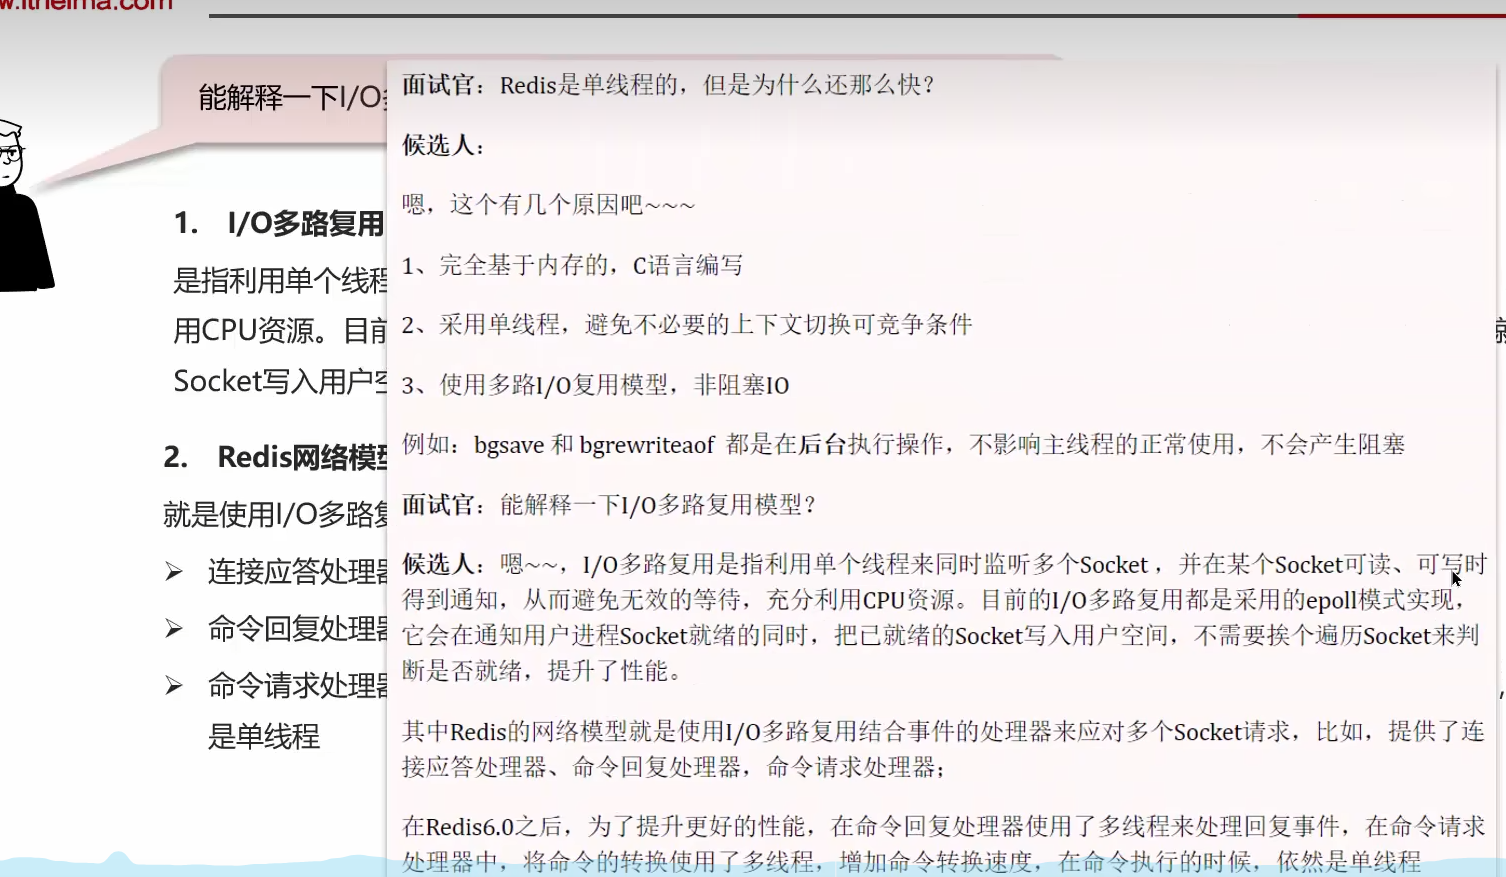 能解释一下I/O
面试官：Redis是单线程的，但是为什么还那么快？
候选人：
嗯，这个有几个原因吧~~~
1、完全基于内存的，C语言编写
2、采用单线程，避免不必要的上下文切换可竞争条件
3、使用多路I/O复用模型，非阻塞IO
例如：bgsave 和 bgrewriteaof 都是在后台执行操作，不影响主线程的正常使用，不会产生阻塞
面试官：能解释一下I/O多路复用模型？
候选人：嗯~~，I/O多路复用是指利用单个线程来同时监听多个Socket ，并在某个Socket可读、可写时
得到通知，从而避免无效的等待，充分利用CPU资源。目前的I/O多路复用都是采用的epoll模式实现，
它会在通知用户进程Socket就绪的同时，把已就绪的Socket写入用户空间，不需要挨个遍历Socket来判
断是否就绪，提升了性能。
其中Redis的网络模型就是使用I/O多路复用结合事件的处理器来应对多个Socket请求，比如，提供了连
接应答处理器、命令回复处理器，命令请求处理器；
在Redis6.0之后，为了提升更好的性能，在命令回复处理器使用了多线程来处理回复事件，在命令请求
处理器中，将命令的转换使用了多线程，增加命令转换速度，在命令执行的时候，依然是单线程
1. I/O多路复用
是指利用单个线程
用CPU资源。目前
Socket写入用户空
2. Redis网络模型
就是使用I/O多路复
连接应答处理器
命令回复处理器
命令请求处理器
是单线程